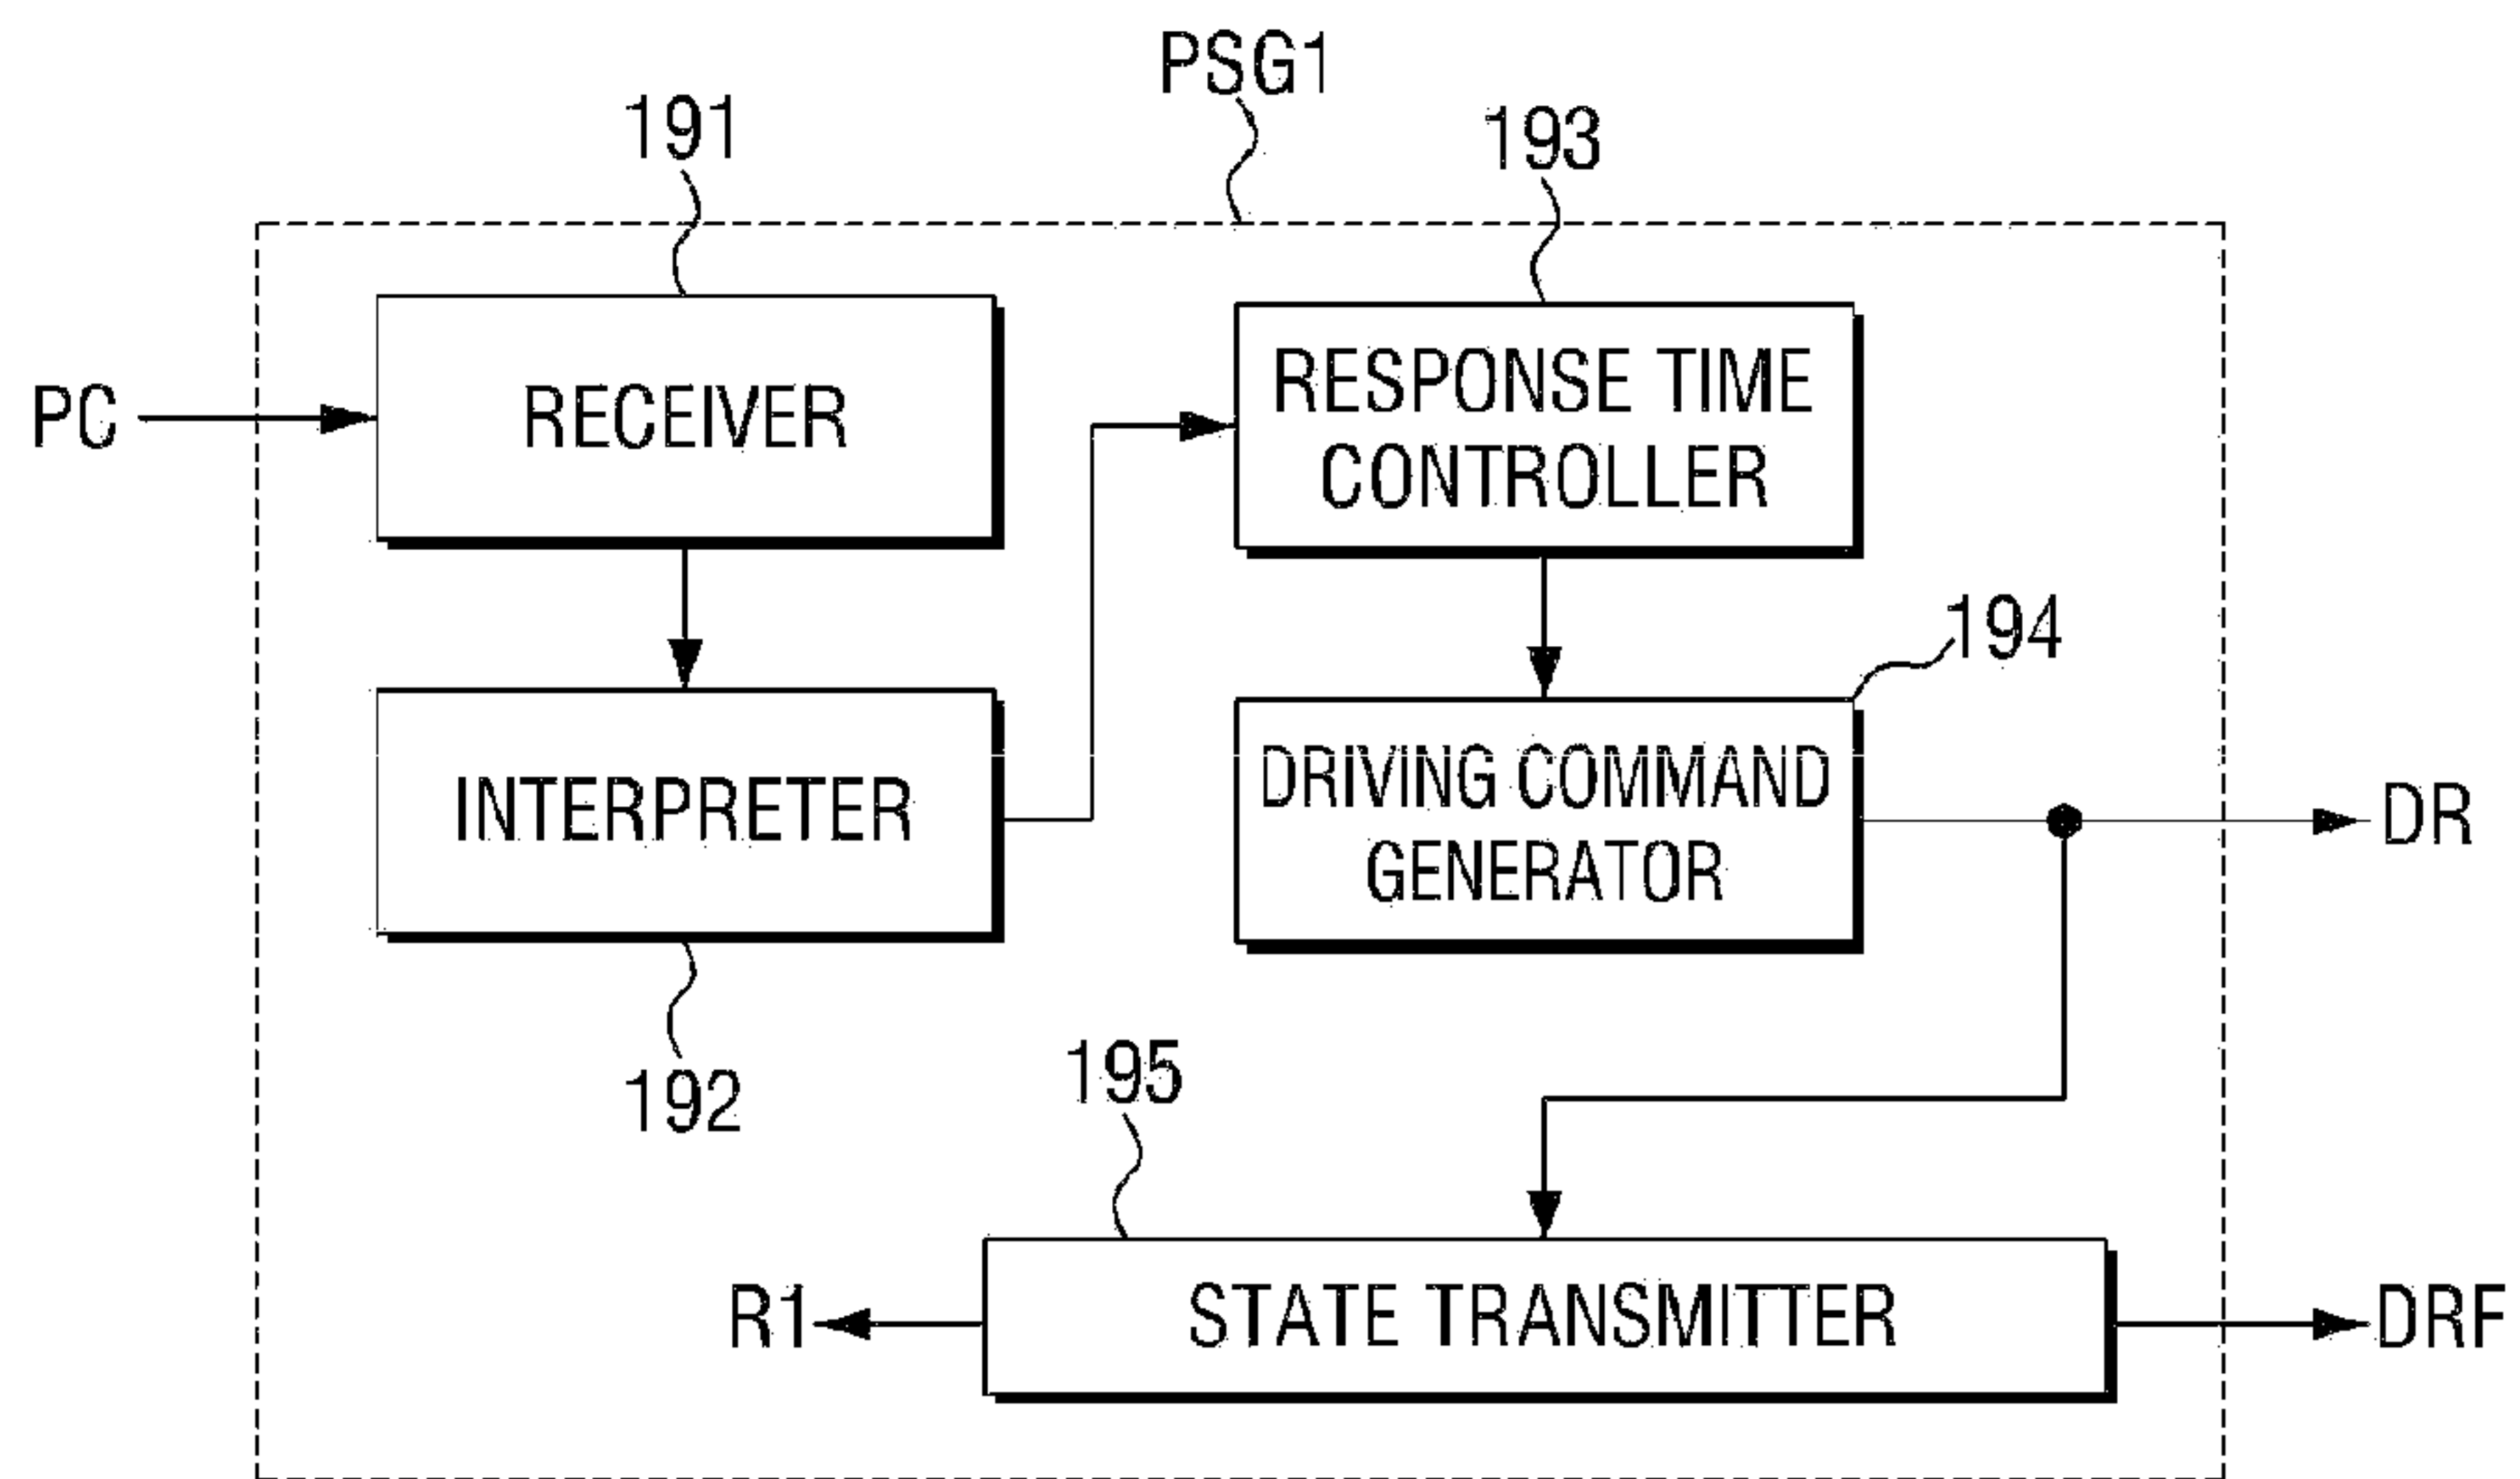 PSG1
191
193
PC
RECEIVER
RESPONSE TIME
CONTROLLER
194
INTERPRETER
DRIVING COMMAND
GENERATOR
DR
192
195
R1
STATE TRANSMITTER
DRF